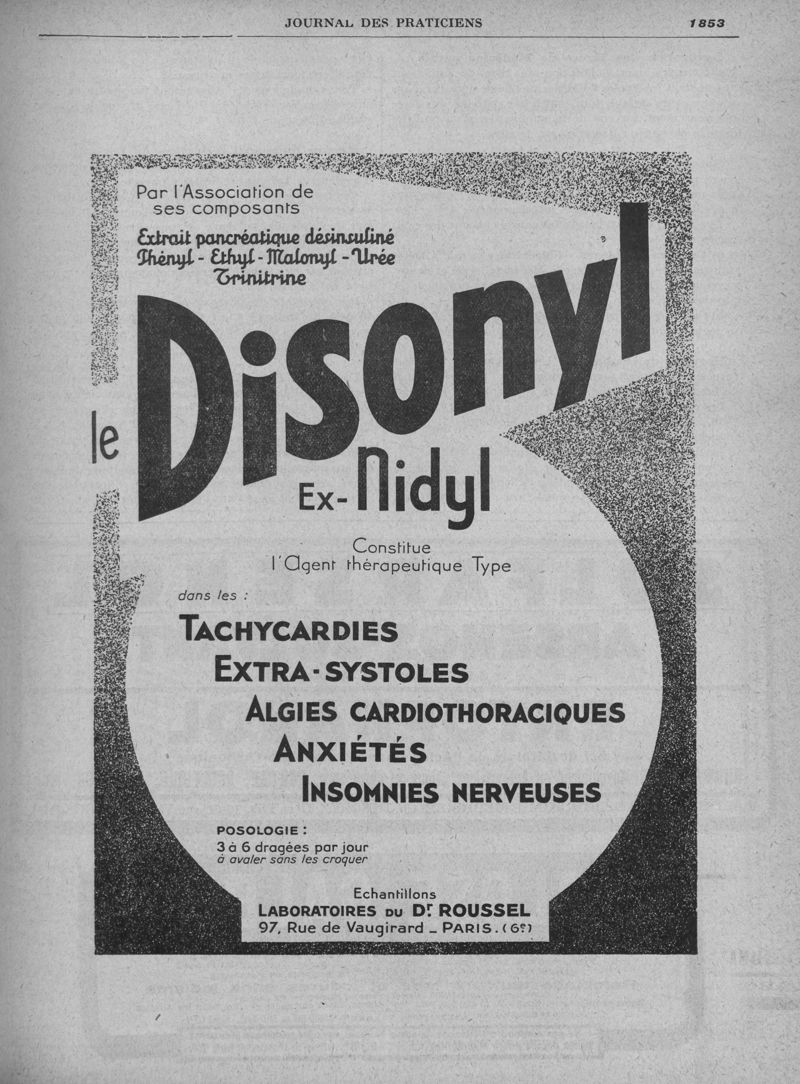 JOURNAL DES PRATICIENS 1853
Par l'Association de
ses composants
Extrait pancréatique désinsuliné
Phényl - Ethyl - Malonyl - Urée
Trinitrine
le Disonyl
Ex-Nidyl
Constitue
l'Agent thérapeutique Type
dans les :
TACHYCARDIES
EXTRA-SYSTOLES
ALGIES CARDIOTHORACIQUES
ANXIÉTÉS
INSOMNIES NERVEUSES
POSOLOGIE :
3 à 6 dragées par jour
à avaler sans les croquer
Echantillons
LABORATOIRES DU Dr ROUSSEL
97, Rue de Vaugirard _ PARIS. (6e)